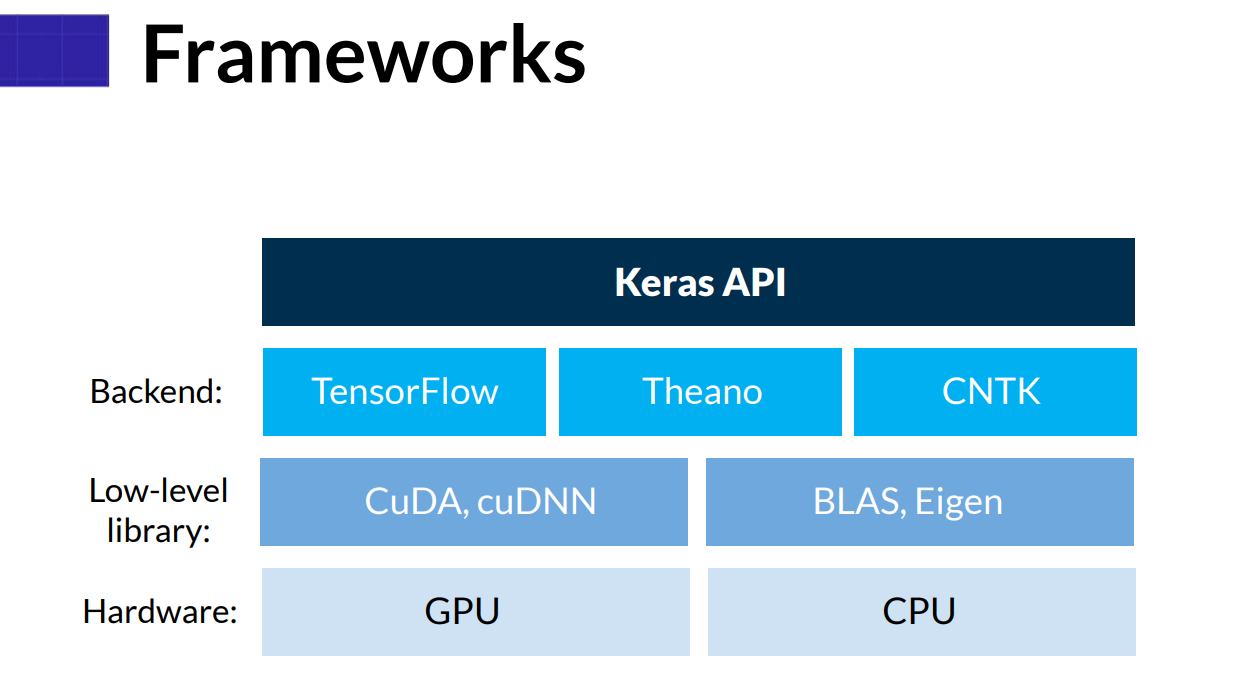 Frameworks
Keras API
Backend:
TensorFlow
Theano
CNTK
Low-level
library:
CuDA, cuDNN
BLAS, Eigen
Hardware:
GPU
CPU